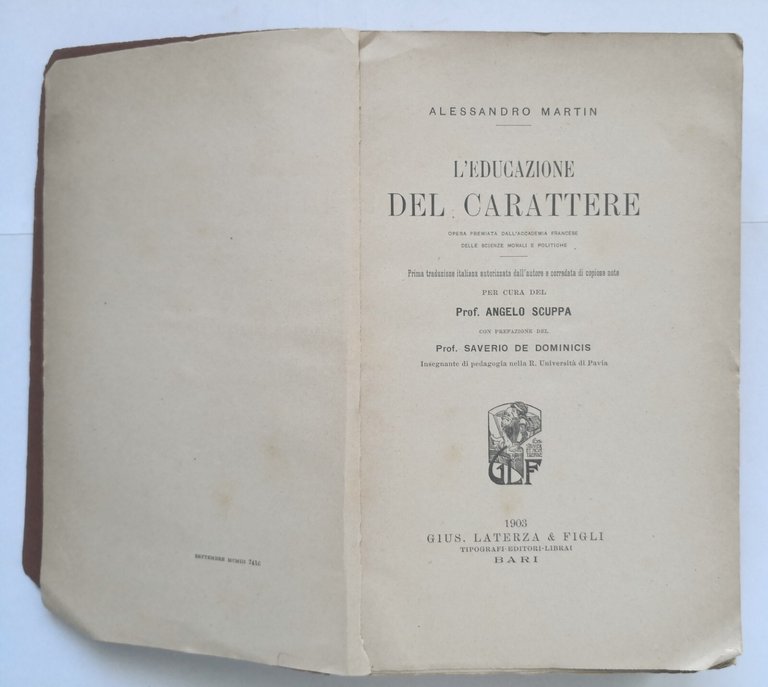 SETTEMBRE MCMIII
ALESSANDRO MARTIN
L'EDUCAZIONE
DEL CARATTERE
OPERA PREMIATA DALL'ACCADEMIA FRANCESE
DELLE SCIENZE MORALI E POLITICHE
Prima traduzione italiana autorizzata dall'autore e corredata di copiose note
PER CURA DEL
Prof. ANGELO SCUPPA
CON PREFAZIONE DEL
Prof. SAVERIO DE DOMINICIS
Insegnante di pedagogia nella R. Università di Pavia
GLF
1903
GIUS. LATERZA & FIGLI
TIPOGRAFI-EDITORI-LIBRAI
BARI